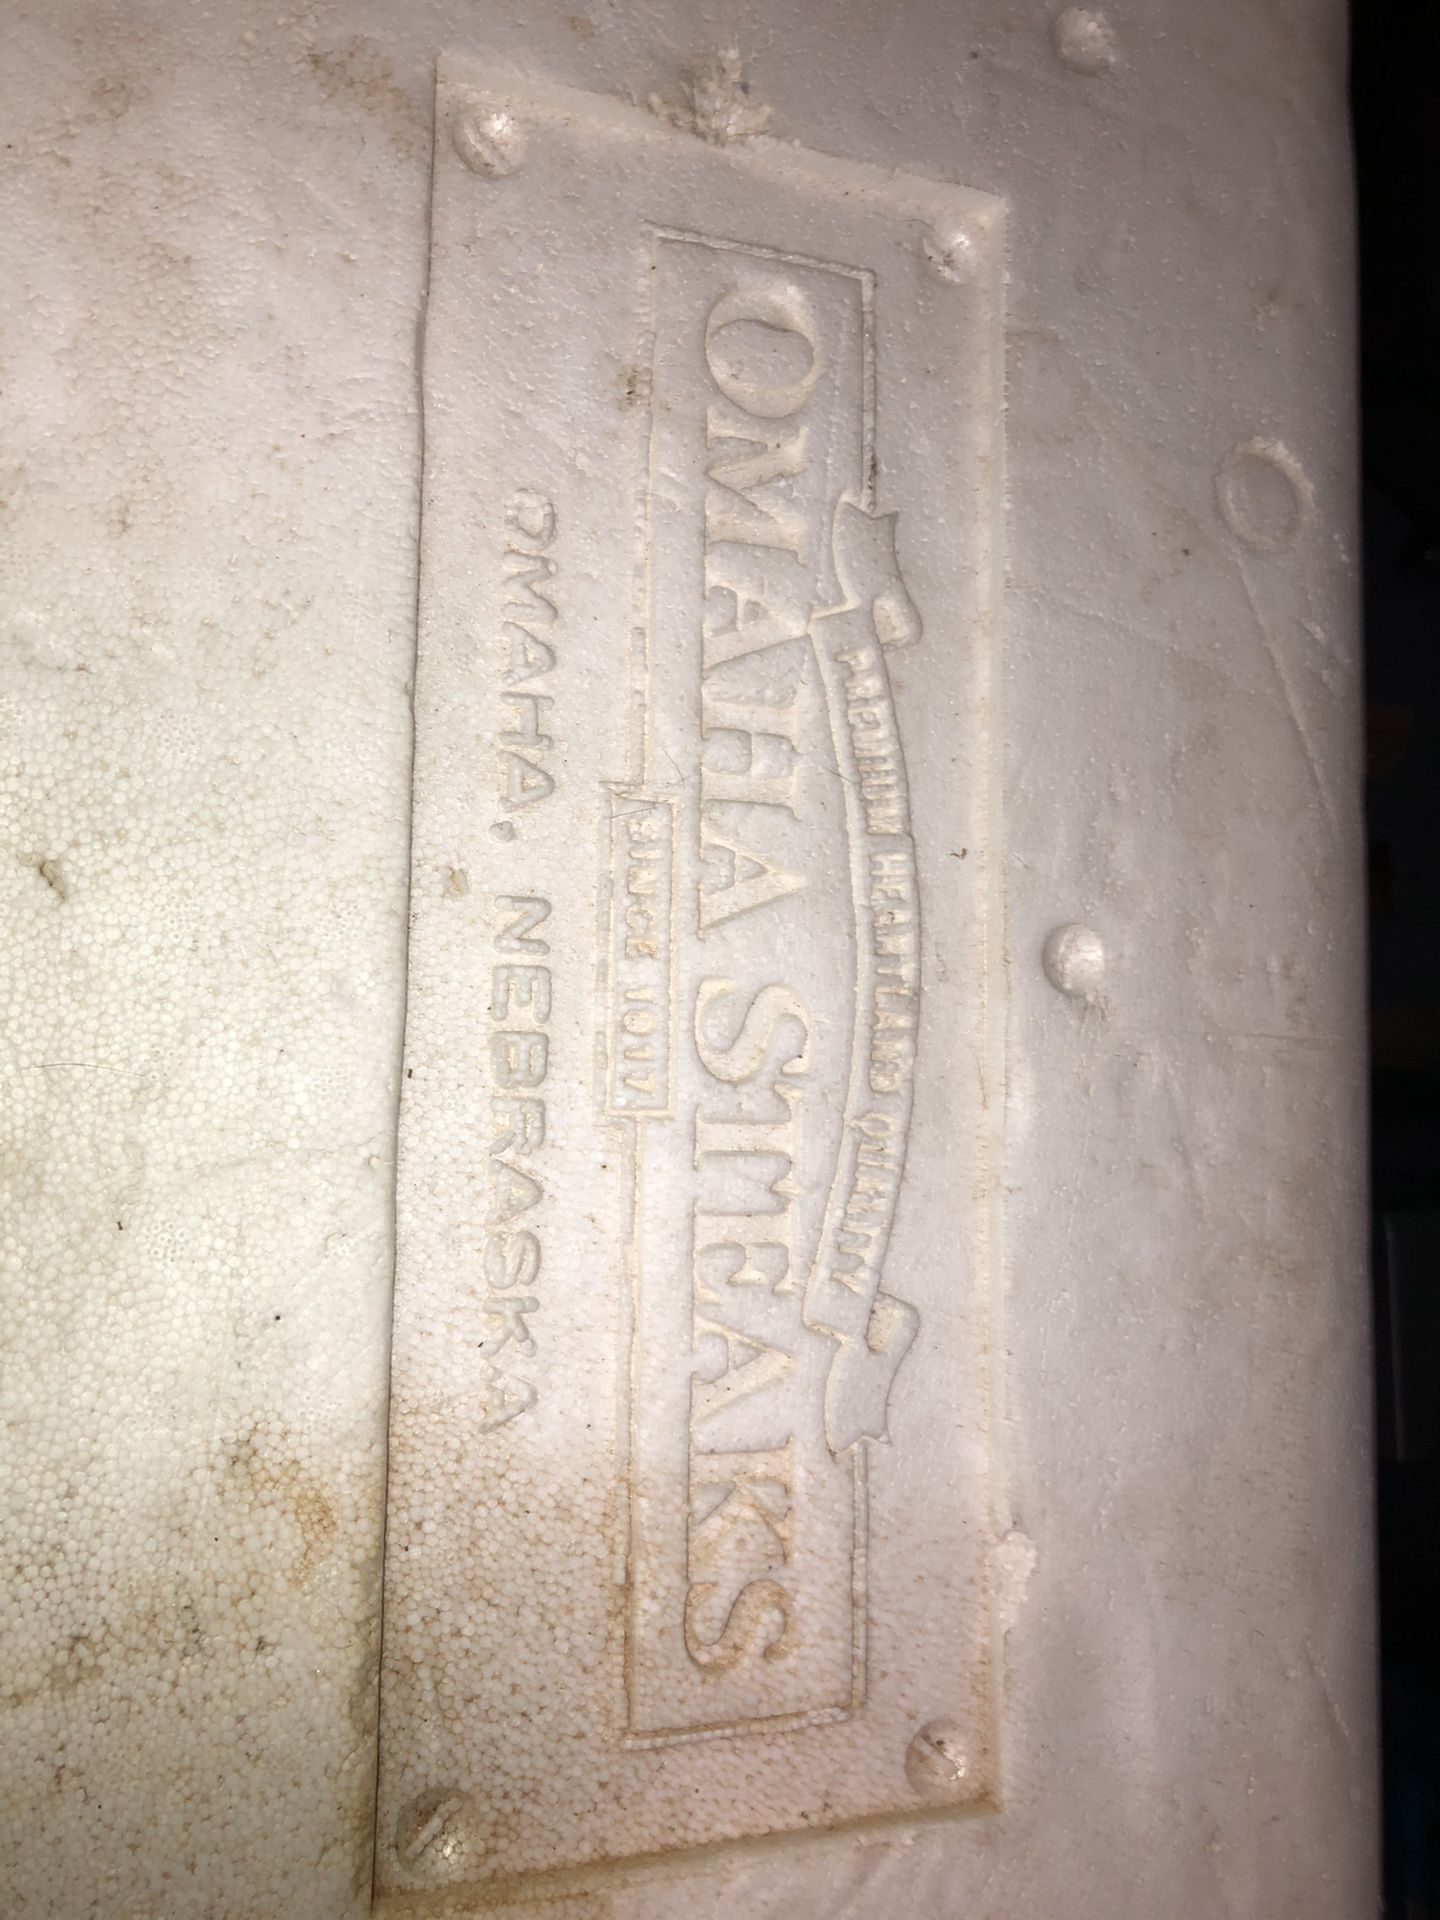 PREMIUM HEARTLAND QUALITY
OMAHA STEAKS
SINCE 1917
OMAHA, NEBRASKA